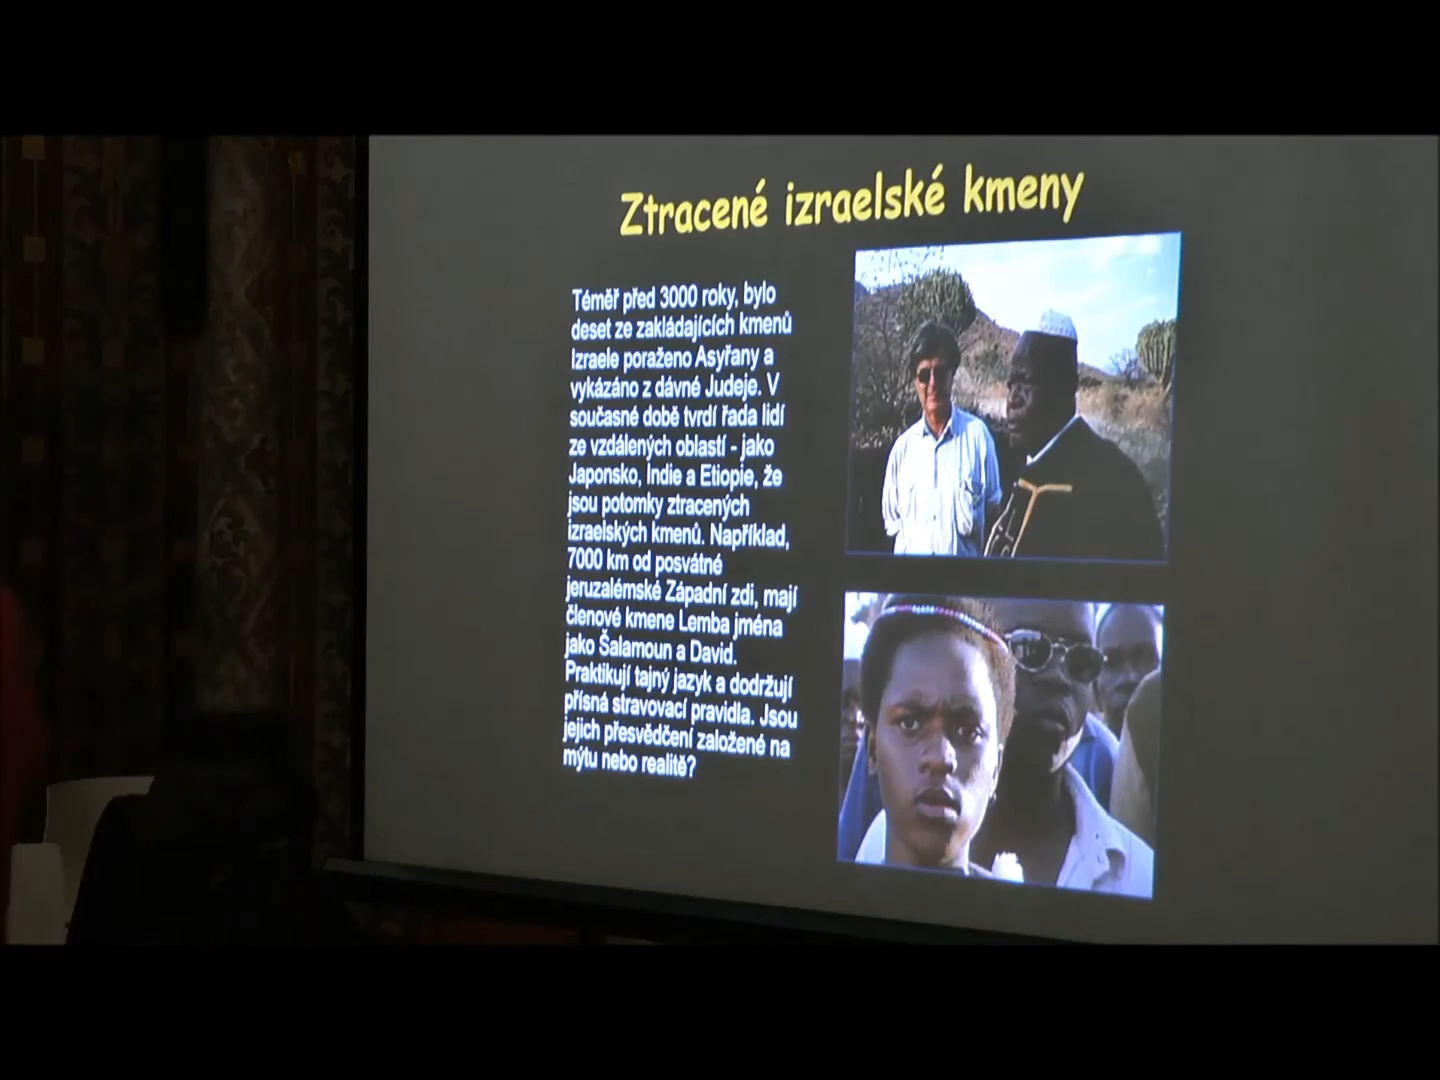 Ztracené izraelské kmeny
Téměř před 3000 roky, bylo
deset ze zakládajících kmenů
Izraele poraženo Asyřany a
vykázáno z dávné Judeje. V
současné době tvrdí řada lidí
ze vzdálených oblastí - jako
Japonsko, Indie a Etiopie, že
jsou potomky ztracených
izraelských kmenů. Například,
7000 km od posvátné
jeruzalémské Západní zdi, mají
členové kmene Lemba jména
jako Šalamoun a David.
Praktikují tajný jazyk a dodržují
přísná stravovací pravidla. Jsou
jejich přesvědčení založené na
mýtu nebo realitě?